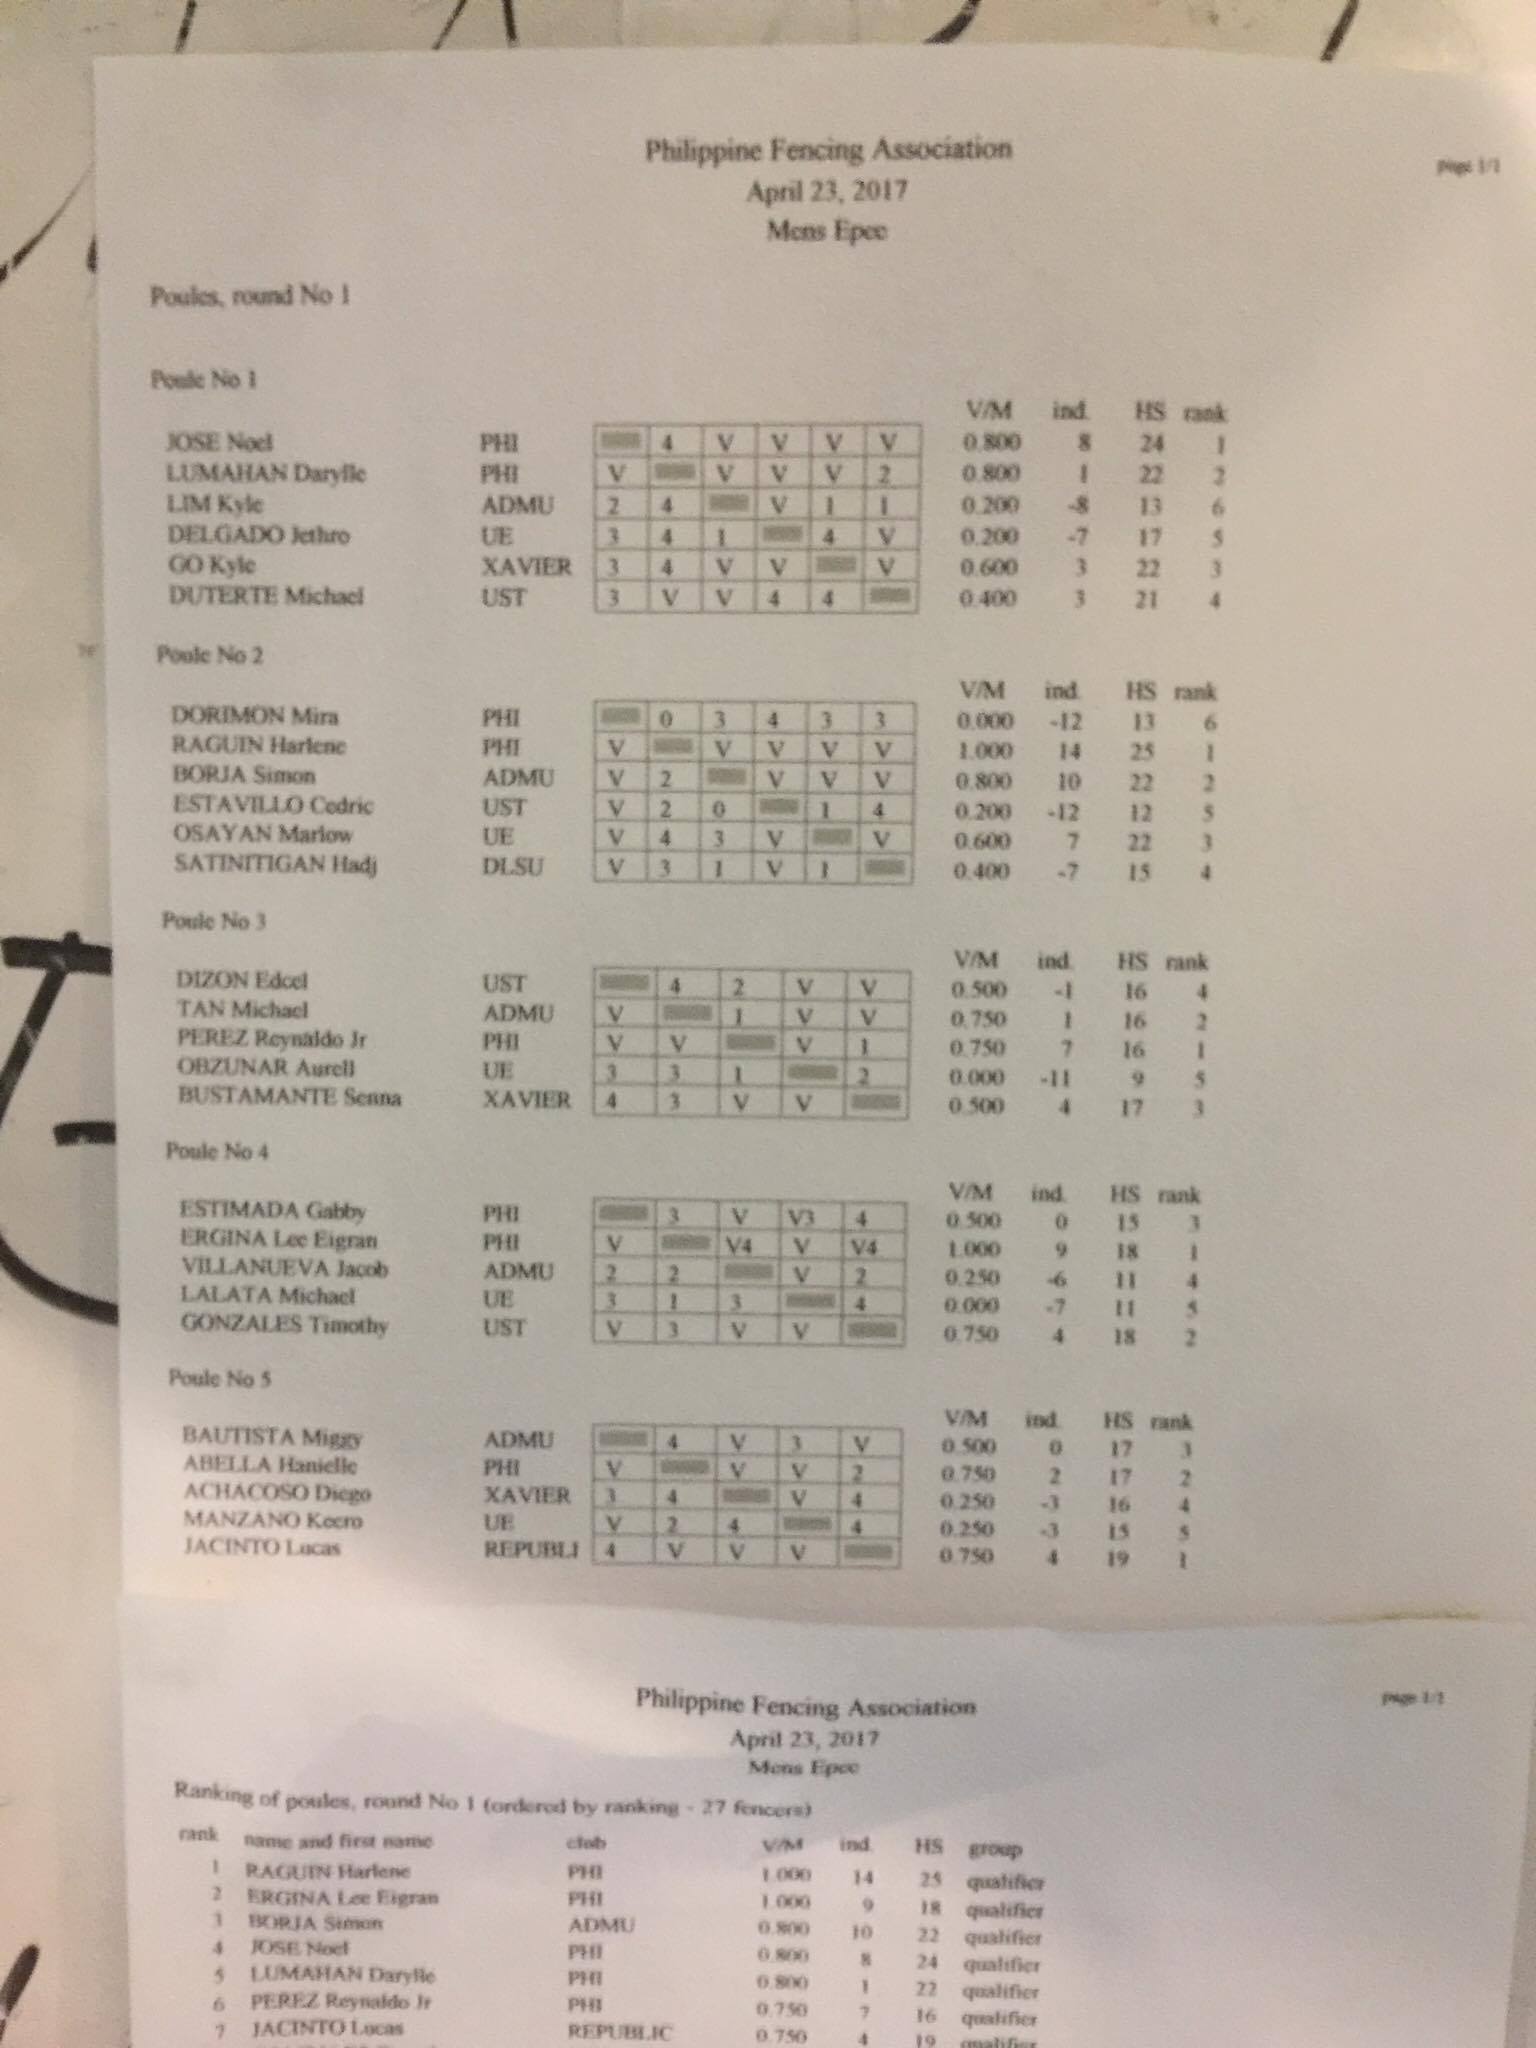 Philippine Fencing Association
page 1/1
April 23, 2017
Mens Epee
Poules, round No 1
Poule No 1
V/M ind. HS rank
JOSE Noel PHI 4 V V V V 0.800 8 24 1
LUMAHAN Darylle PHI V V V V 2 0.800 1 22 2
LIM Kyle ADMU 2 4 V 1 1 0.200 -8 13 6
DELGADO Jethro UE 3 4 1 4 V 0.200 -7 17 5
GO Kyle XAVIER 3 4 V V V 0.600 3 22 3
DUTERTE Michael UST 3 V V 4 4 0.400 3 21 4
Poule No 2
V/M ind. HS rank
DORIMON Mira PHI 0 3 4 3 3 0.000 -12 13 6
RAGUIN Harlene PHI V V V V V 1.000 14 25 1
BORJA Simon ADMU V 2 V V V 0.800 10 22 2
ESTAVILLO Cedric UST V 2 0 1 4 0.200 -12 12 5
OSAYAN Marlow UE V 4 3 V V 0.600 7 22 3
SATINITIGAN Hadj DLSU V 3 1 V 1 0.400 -7 15 4
Poule No 3
V/M ind. HS rank
DIZON Edcel UST 4 2 V V 0.500 -1 16 4
TAN Michael ADMU V 1 V V 0.750 1 16 2
PEREZ Reynaldo Jr PHI V V V 1 0.750 7 16 1
OBZUNAR Aurell UE 3 3 1 2 0.000 -11 9 5
BUSTAMANTE Senna XAVIER 4 3 V V 0.500 4 17 3
Poule No 4
V/M ind. HS rank
ESTIMADA Gabby PHI 3 V V3 4 0.500 0 15 3
ERGINA Lee Eigran PHI V V4 V V4 1.000 9 18 1
VILLANUEVA Jacob ADMU 2 2 V 2 0.250 -6 11 4
LALATA Michael UE 3 1 3 4 0.000 -7 11 5
GONZALES Timothy UST V 3 V V 0.750 4 18 2
Poule No 5
V/M ind. HS rank
BAUTISTA Miggy ADMU 4 V 3 V 0.500 0 17 3
ABELLA Hanielle PHI V V V 2 0.750 2 17 2
ACHACOSO Diego XAVIER 3 4 V 4 0.250 -3 16 4
MANZANO Keero UE V 2 4 4 0.250 -3 15 5
JACINTO Lucas REPUBLI 4 V V V 0.750 4 19 1
Philippine Fencing Association
page 1/1
April 23, 2017
Mens Epee
Ranking of poules, round No 1 (ordered by ranking - 27 fencers)
rank name and first name club V/M ind. HS group
1 RAGUIN Harlene PHI 1.000 14 25 qualifier
2 ERGINA Lee Eigran PHI 1.000 9 18 qualifier
3 BORJA Simon ADMU 0.800 10 22 qualifier
4 JOSE Noel PHI 0.800 8 24 qualifier
5 LUMAHAN Darylle PHI 0.800 1 22 qualifier
6 PEREZ Reynaldo Jr PHI 0.750 7 16 qualifier
7 JACINTO Lucas REPUBLIC 0.750 4 19 qualifier